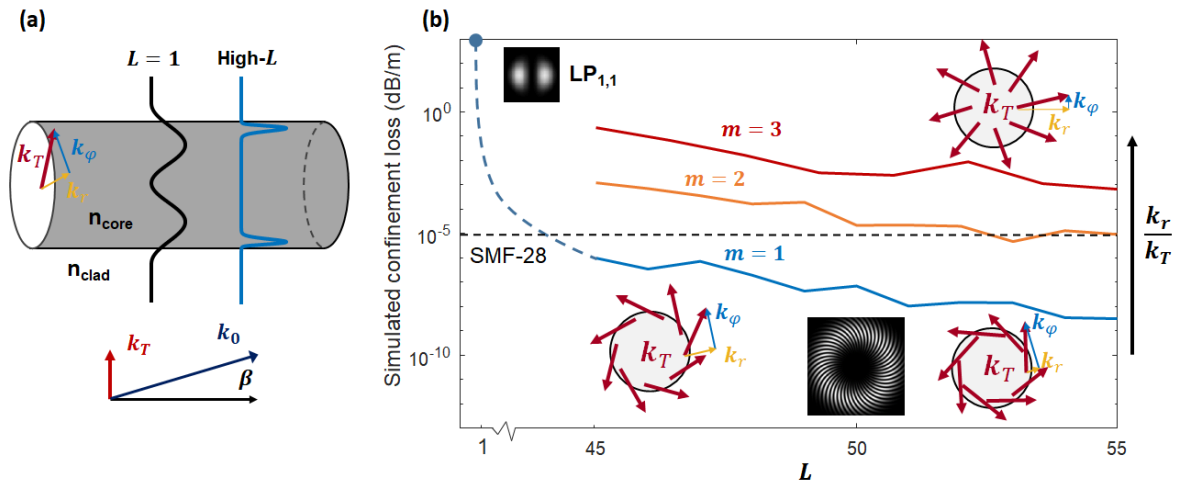 (a)
L = 1
High-L
k_T
k_φ
k_r
n_core
n_clad
k_T
k_0
β
(b)
Simulated confinement loss (dB/m)
10^0
10^-5
10^-10
LP_1,1
m = 3
m = 2
SMF-28
m = 1
k_T
k_φ
k_r
k_T
k_φ
k_r
k_T
k_φ
k_r
k_r
k_T
1
45
50
55
L